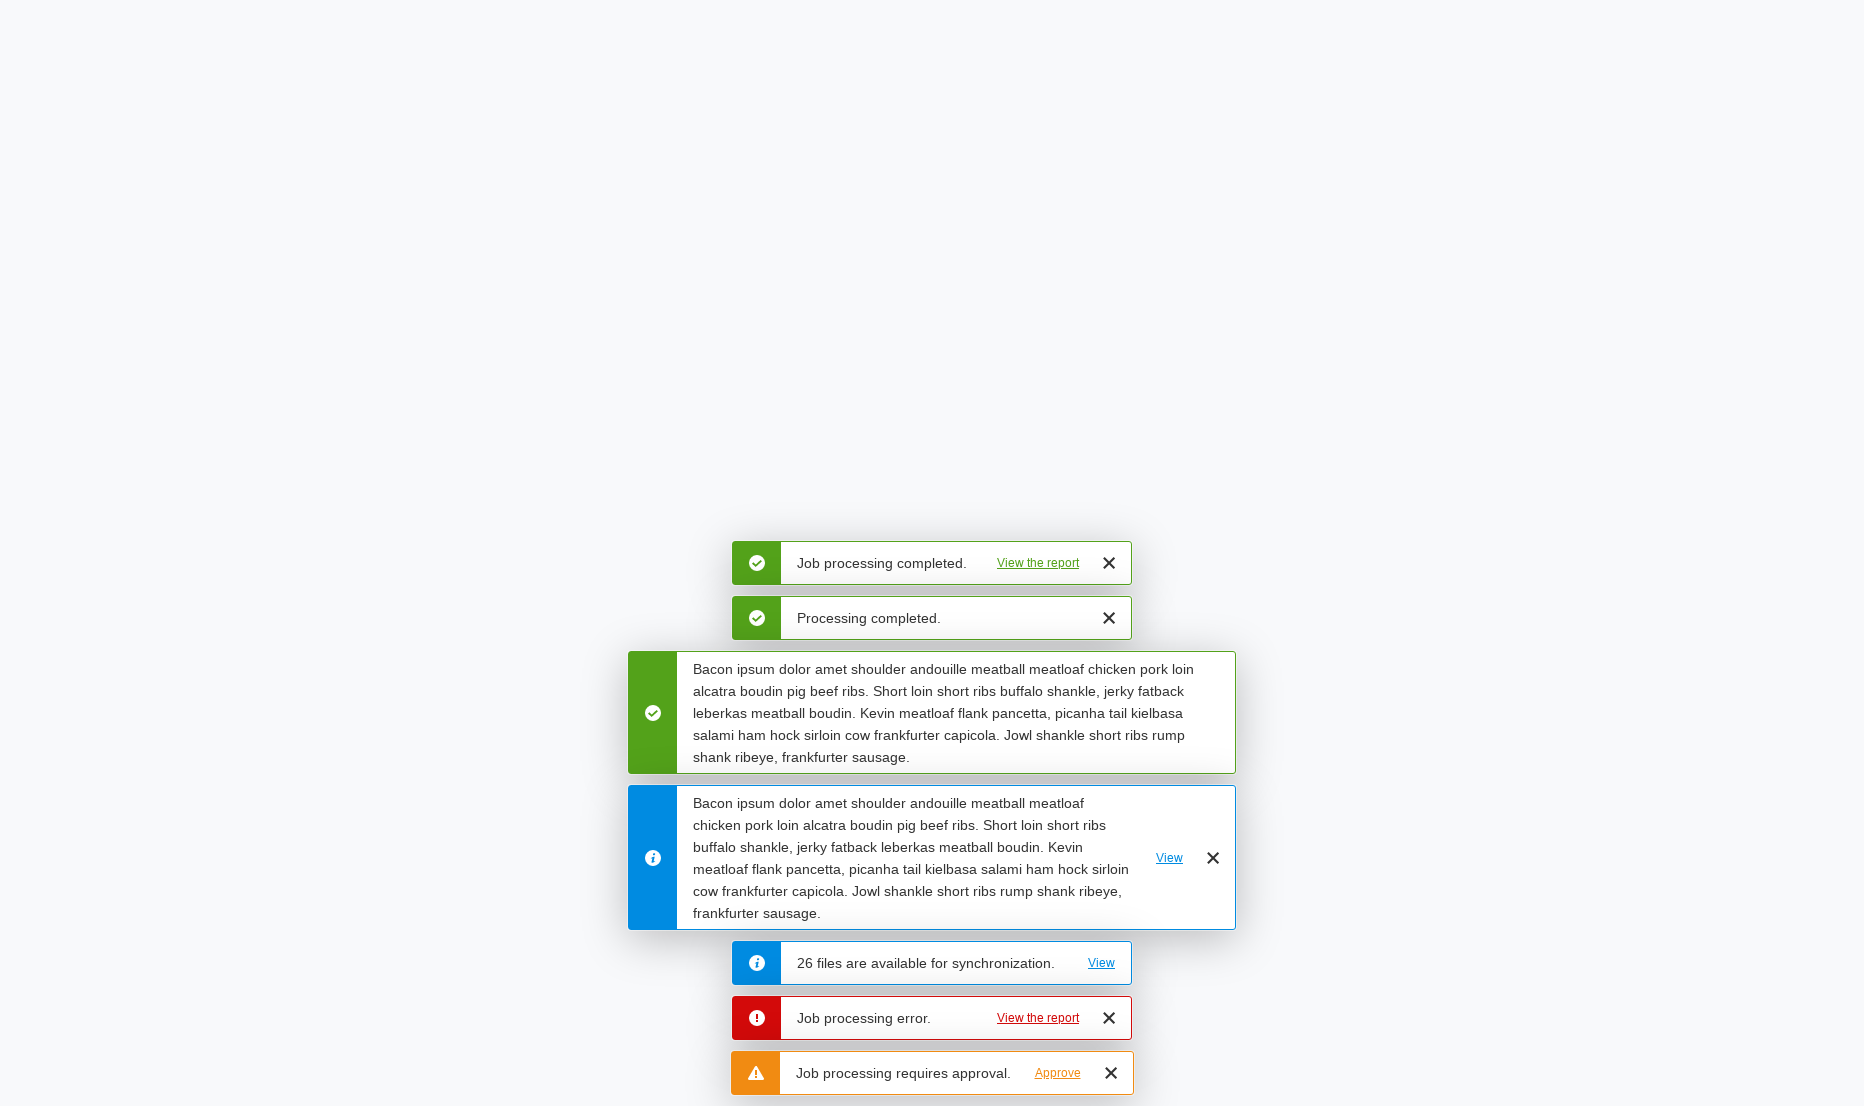 Job processing completed. View the report
Processing completed.
Bacon ipsum dolor amet shoulder andouille meatball meatloaf chicken pork loin
alcatra boudin pig beef ribs. Short loin short ribs buffalo shankle, jerky fatback
leberkas meatball boudin. Kevin meatloaf flank pancetta, picanha tail kielbasa
salami ham hock sirloin cow frankfurter capicola. Jowl shankle short ribs rump
shank ribeye, frankfurter sausage.
Bacon ipsum dolor amet shoulder andouille meatball meatloaf
chicken pork loin alcatra boudin pig beef ribs. Short loin short ribs
buffalo shankle, jerky fatback leberkas meatball boudin. Kevin
meatloaf flank pancetta, picanha tail kielbasa salami ham hock sirloin
cow frankfurter capicola. Jowl shankle short ribs rump shank ribeye,
frankfurter sausage.
View
26 files are available for synchronization. View
Job processing error. View the report
Job processing requires approval. Approve